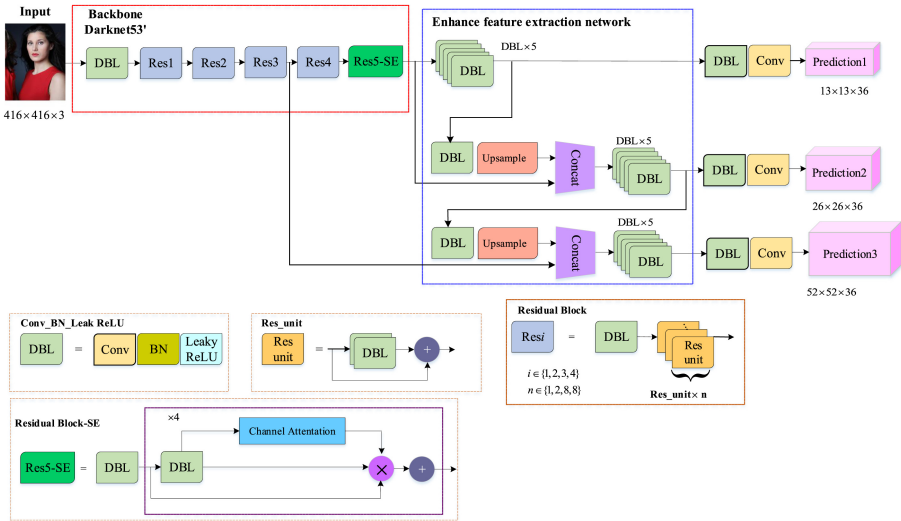 Input
Backbone
Darknet53'
Enhance feature extraction network
DBL
Res1
Res2
Res3
Res4
Res5-SE
DBL×5
DBL
DBL
Conv
Prediction1
416×416×3
13×13×36
DBL
Upsample
Concat
DBL×5
DBL
DBL
Conv
Prediction2
26×26×36
DBL
Upsample
Concat
DBL×5
DBL
DBL
Conv
Prediction3
52×52×36
Conv_BN_Leak ReLU
DBL
=
Conv
BN
Leaky
ReLU
Res_unit
Res
unit
=
+
Residual Block
Resi
=
DBL
Res
unit
i∈{1,2,3,4}
n∈{1,2,8,8}
Res_unit× n
Residual Block-SE
×4
Channel Attentation
Res5-SE
=
DBL
DBL
×
+